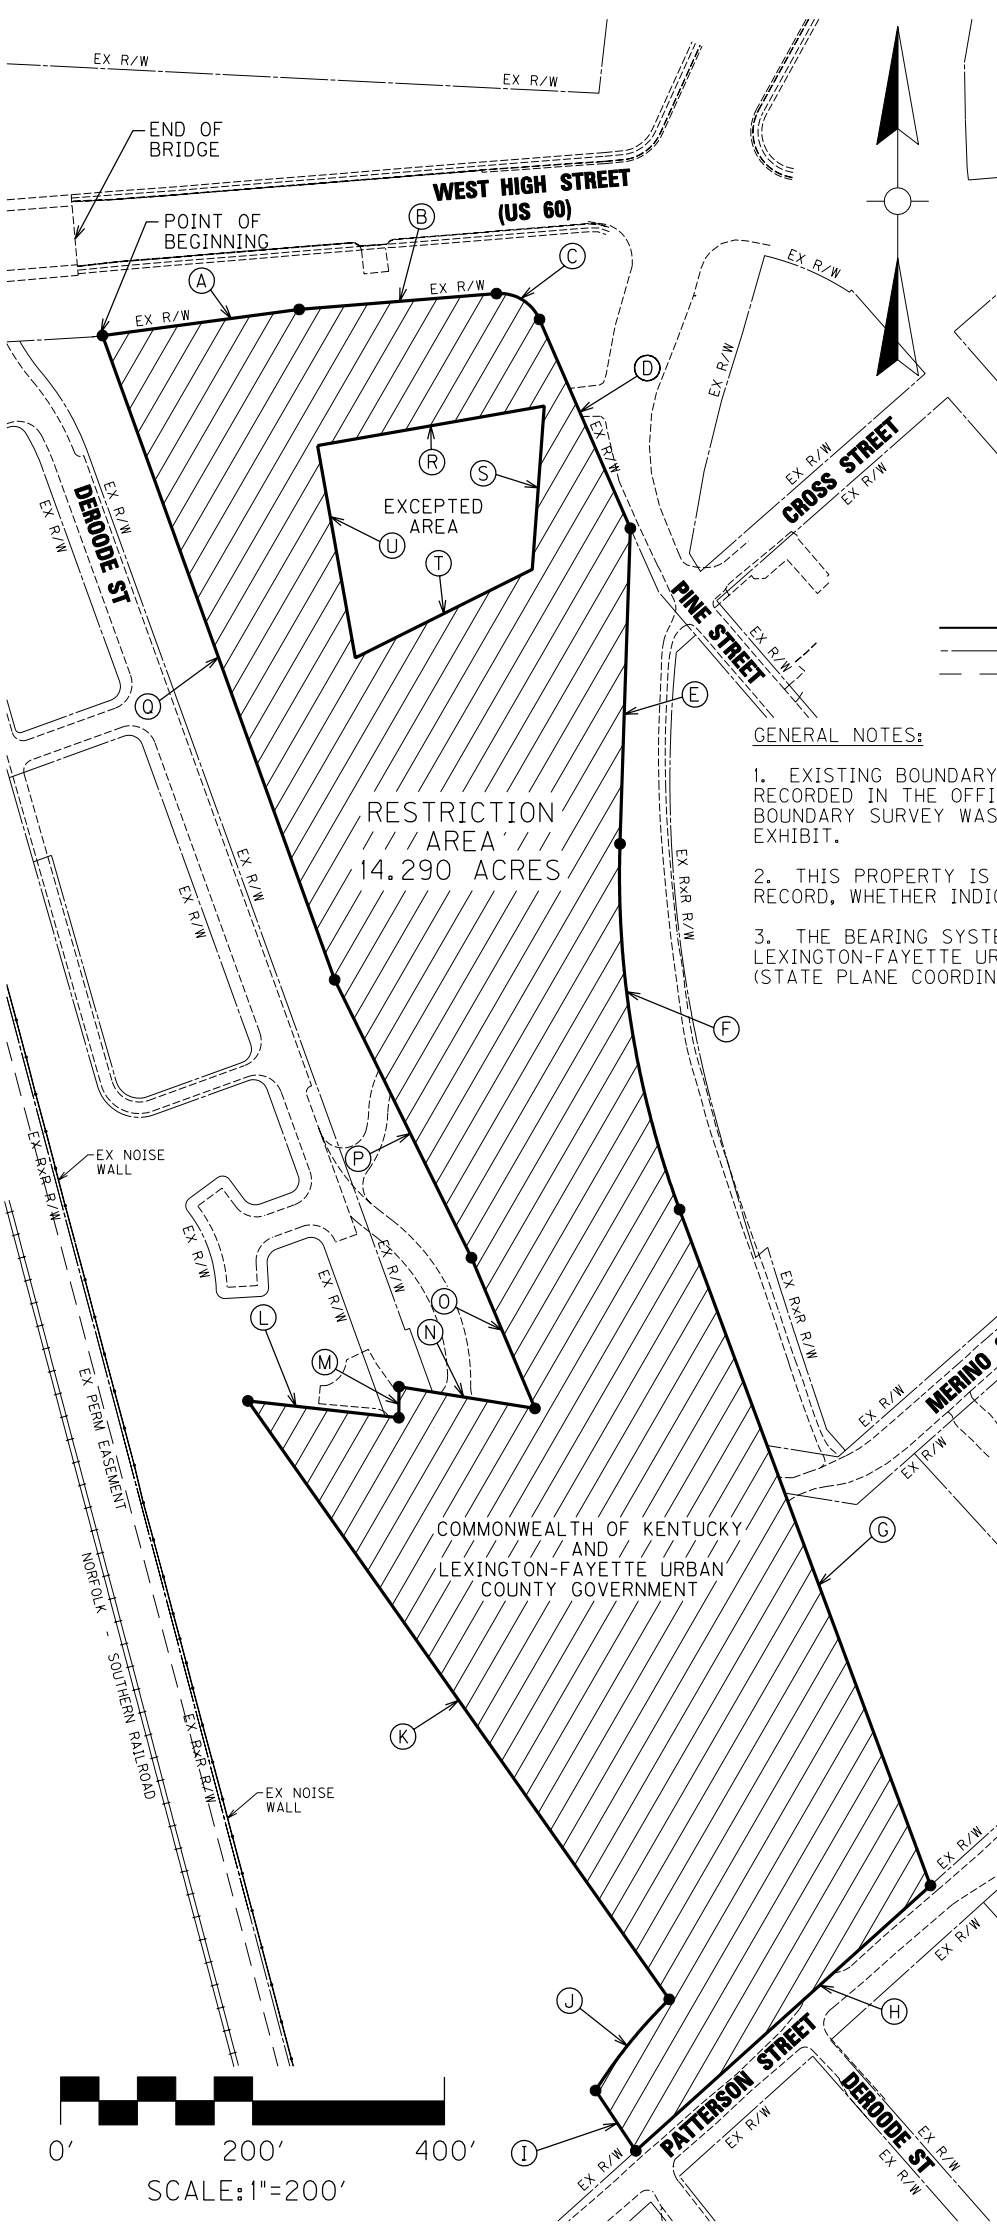 EX R/W
EX R/W
END OF
BRIDGE
WEST HIGH STREET
(US 60)
POINT OF
BEGINNING
A
B
C
EX R/W
EX R/W
EX R/W
EX R/W
D
EX R/W
R
S
EXCEPTED
AREA
U
T
EX R/W
CROSS STREET
EX R/W
DEROODE ST
EX R/W
EX R/W
PINE STREET
EX R/W
Q
E
GENERAL NOTES:
1. EXISTING BOUNDARY
RECORDED IN THE OFFI
BOUNDARY SURVEY WAS
EXHIBIT.
2. THIS PROPERTY IS
RECORD, WHETHER INDI
3. THE BEARING SYSTE
LEXINGTON-FAYETTE UR
(STATE PLANE COORDIN
RESTRICTION
AREA
14.290 ACRES
EX R/W
EX R/W
EX RxR R/W
F
P
EX NOISE
WALL
EX RxR R/W
EX R/W
EX R/W
EX R/W
EX RxR R/W
L
M
N
O
MERINO
EX R/W
EX R/W
EX PERM EASEMENT
COMMONWEALTH OF KENTUCKY
AND
LEXINGTON-FAYETTE URBAN
COUNTY GOVERNMENT
G
NORFOLK - SOUTHERN RAILROAD
K
EX RxR R/W
EX NOISE
WALL
EX R/W
EX R/W
J
H
PATTERSON STREET
DEROODE ST
EX R/W
EX R/W
EX R/W
EX R/W
I
0'
200'
400'
SCALE:1"=200'